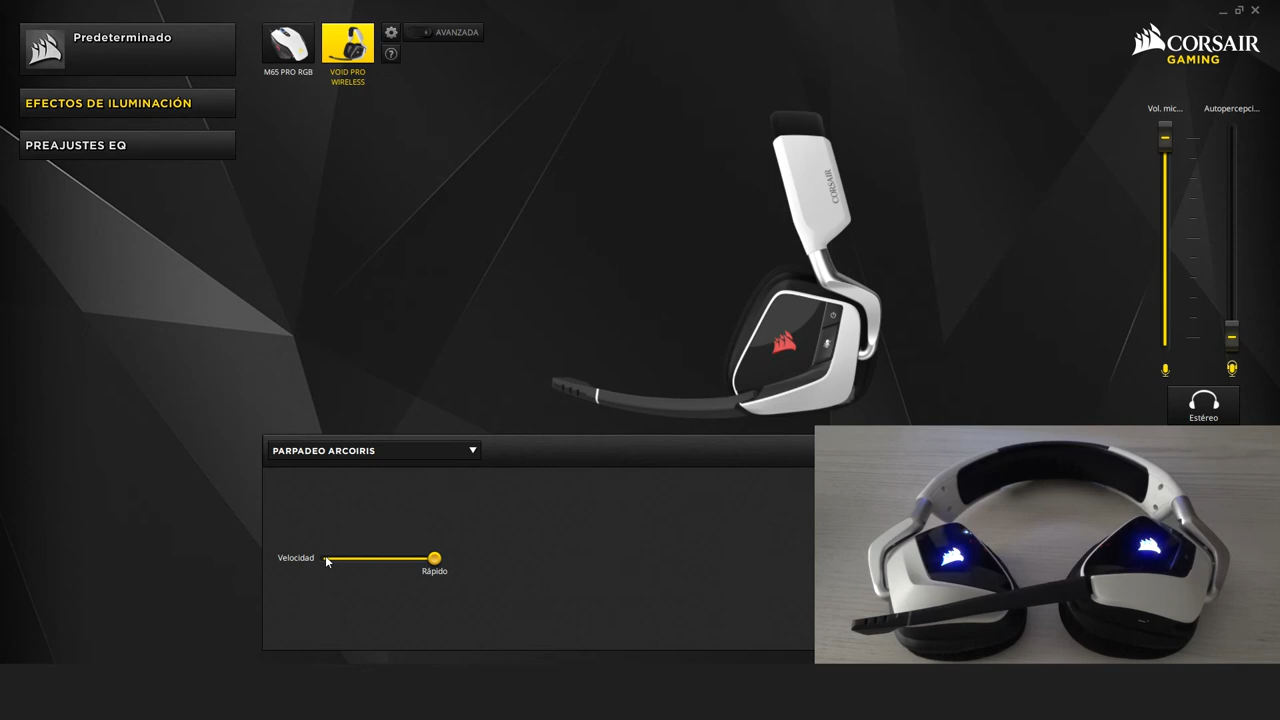 Predeterminado
EFECTOS DE ILUMINACIÓN
PREAJUSTES EQ
M65 PRO RGB
VOID PRO
WIRELESS
AVANZADA
CORSAIR
GAMING
Vol. mic...
Autopercepci...
CORSAIR
Estéreo
PARPADEO ARCOIRIS
Velocidad
Rápido